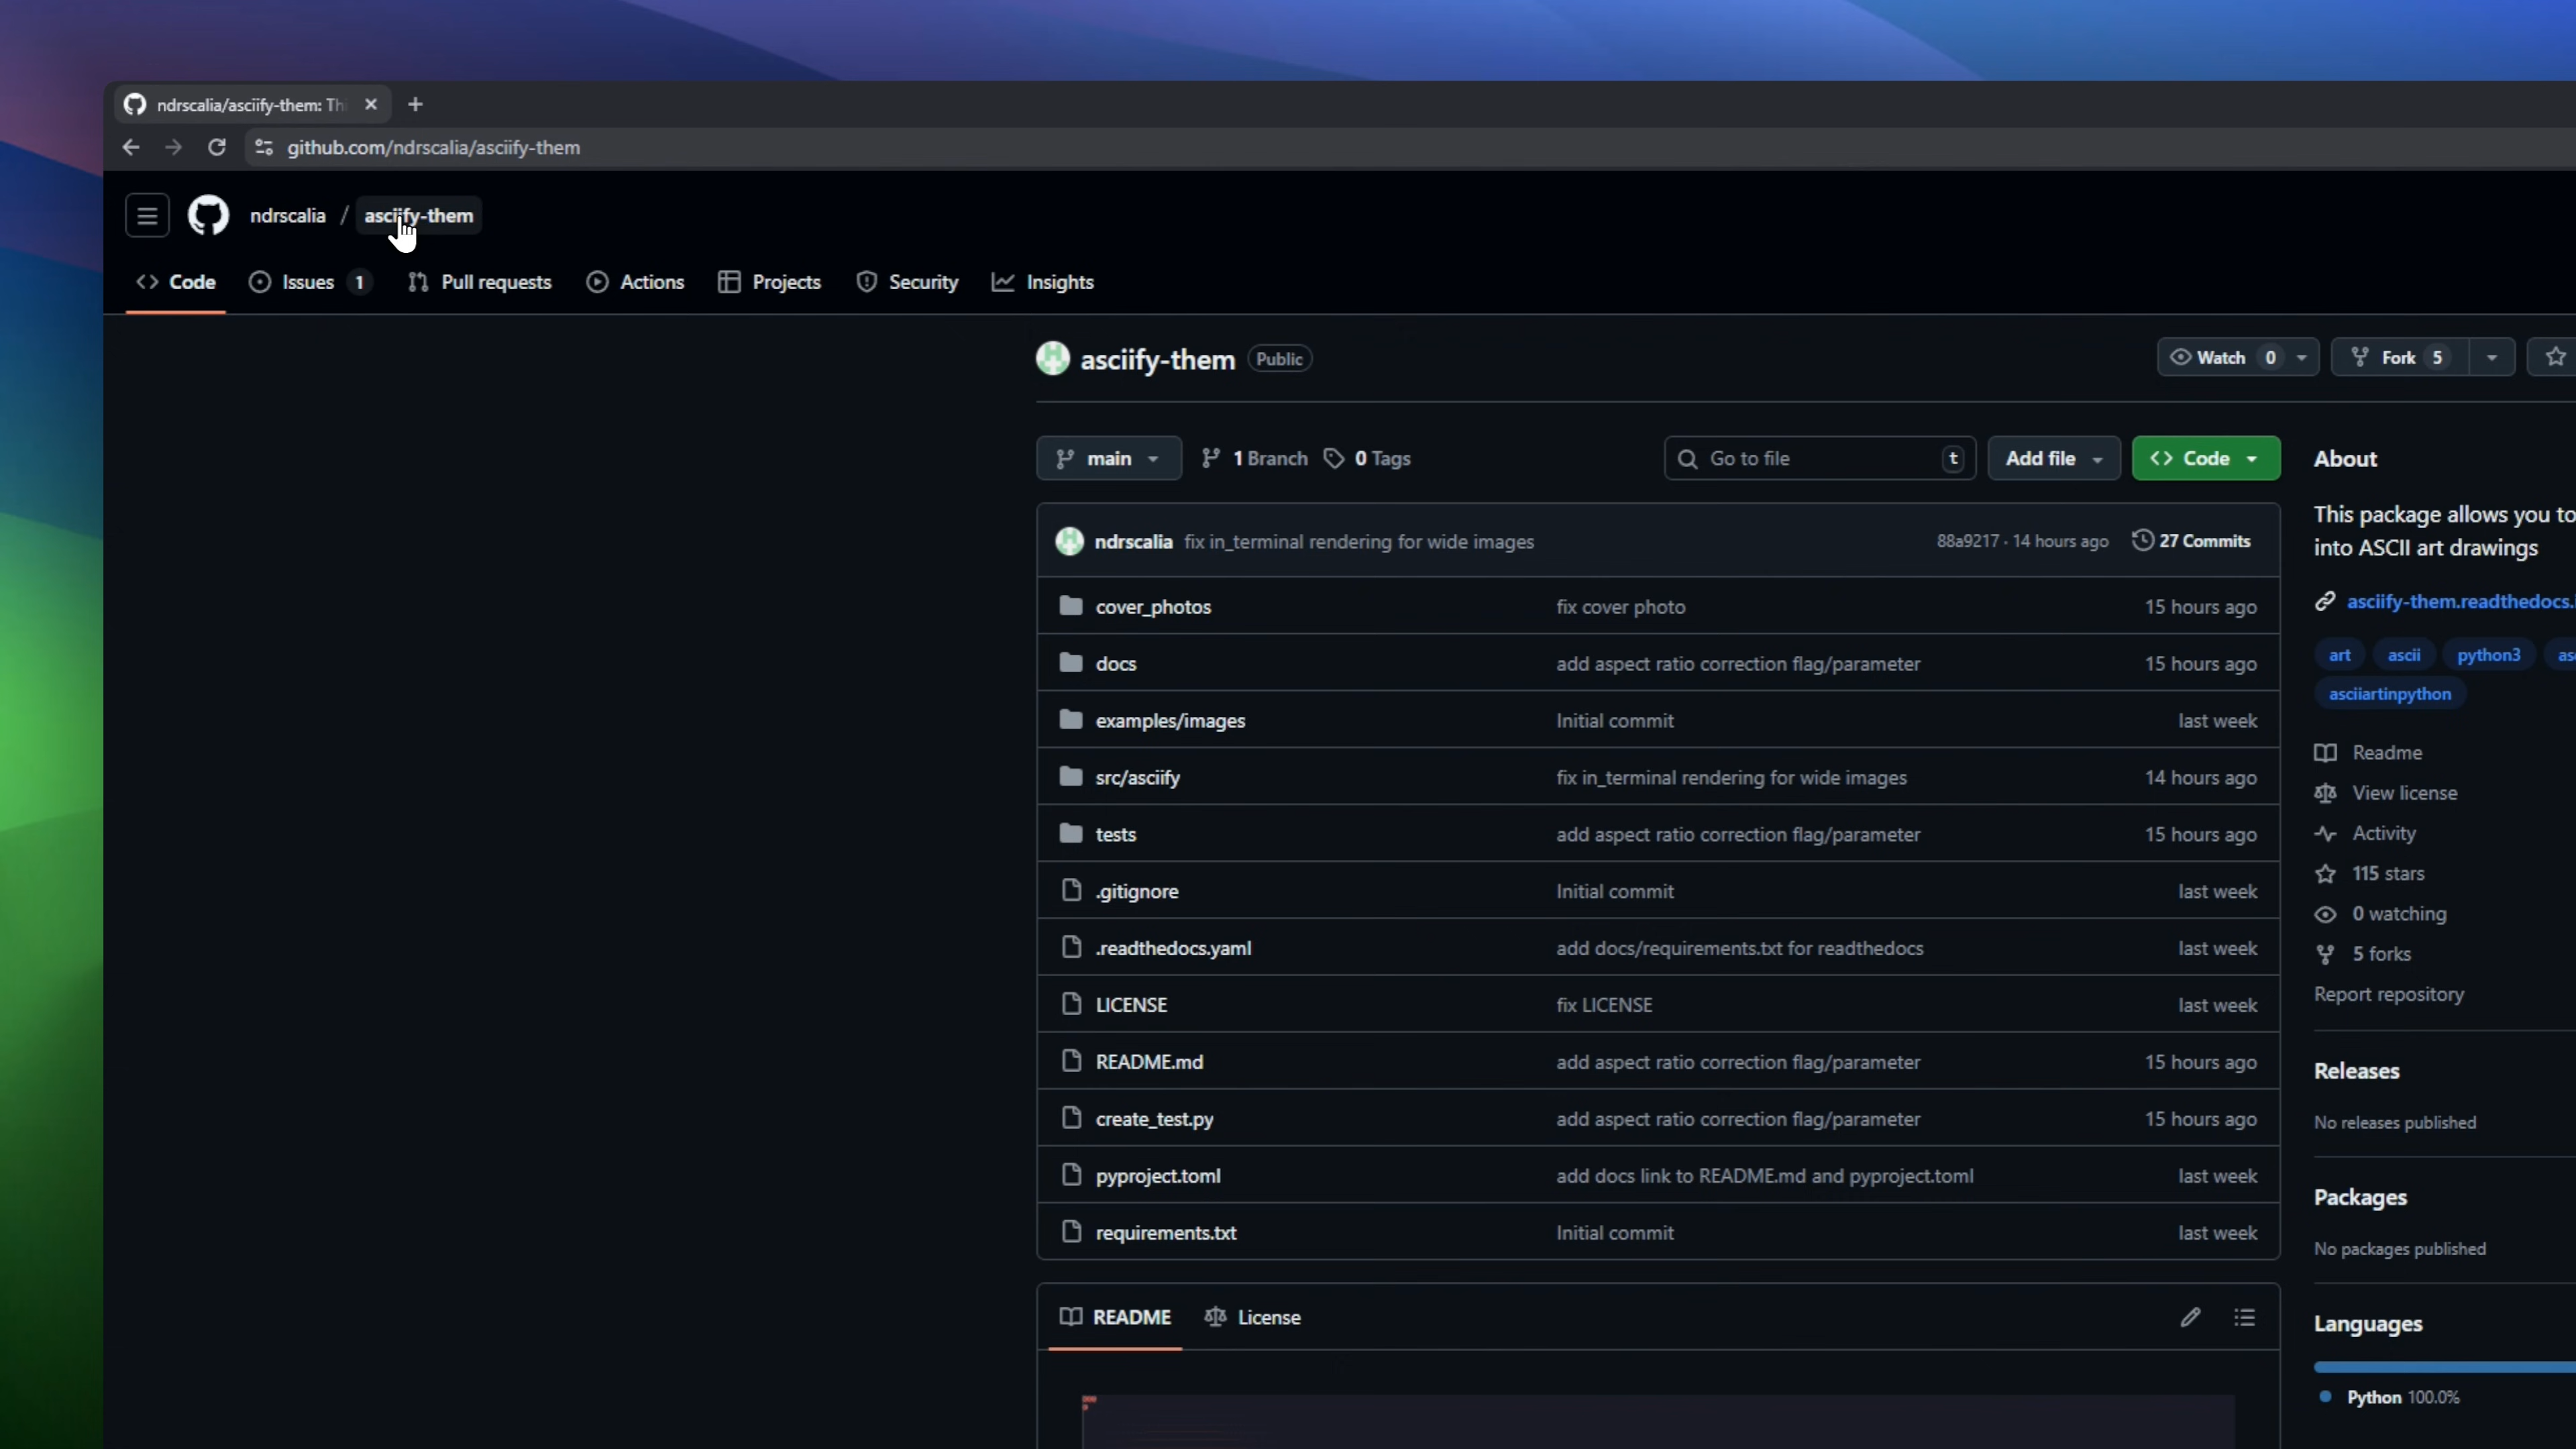 ndrscalia/asciify-them: Thi
github.com/ndrscalia/asciify-them
ndrscalia / asciify-them
Code Issues 1 Pull requests Actions Projects Security Insights
asciify-them Public Watch 0 Fork 5
main 1 Branch 0 Tags Go to file t Add file Code
ndrscalia fix in_terminal rendering for wide images 88a9217 · 14 hours ago 27 Commits
cover_photos fix cover photo 15 hours ago
docs add aspect ratio correction flag/parameter 15 hours ago
examples/images Initial commit last week
src/asciify fix in_terminal rendering for wide images 14 hours ago
tests add aspect ratio correction flag/parameter 15 hours ago
.gitignore Initial commit last week
.readthedocs.yaml add docs/requirements.txt for readthedocs last week
LICENSE fix LICENSE last week
README.md add aspect ratio correction flag/parameter 15 hours ago
create_test.py add aspect ratio correction flag/parameter 15 hours ago
pyproject.toml add docs link to README.md and pyproject.toml last week
requirements.txt Initial commit last week
README License
About
This package allows you to
into ASCII art drawings
asciify-them.readthedocs.
art ascii python3 as
asciiartinpython
Readme
View license
Activity
115 stars
0 watching
5 forks
Report repository
Releases
No releases published
Packages
No packages published
Languages
Python 100.0%